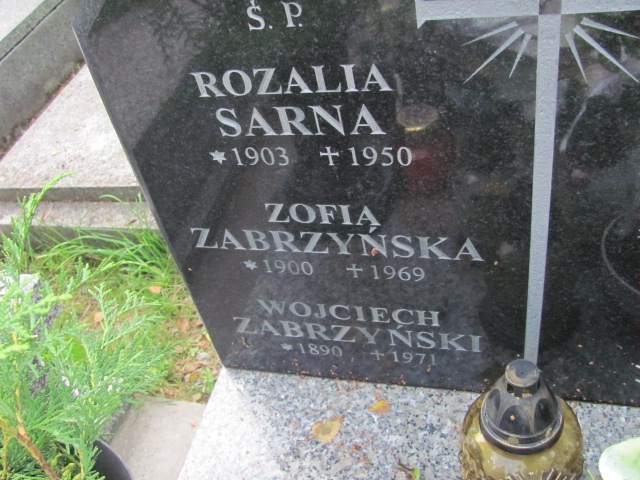 Ś. P.
ROZALIA
SARNA
*1903 †1950
ZOFIA
ZABRZYŃSKA
*1900 †1969
WOJCIECH
ZABRZYŃSKI
*1890 †1971